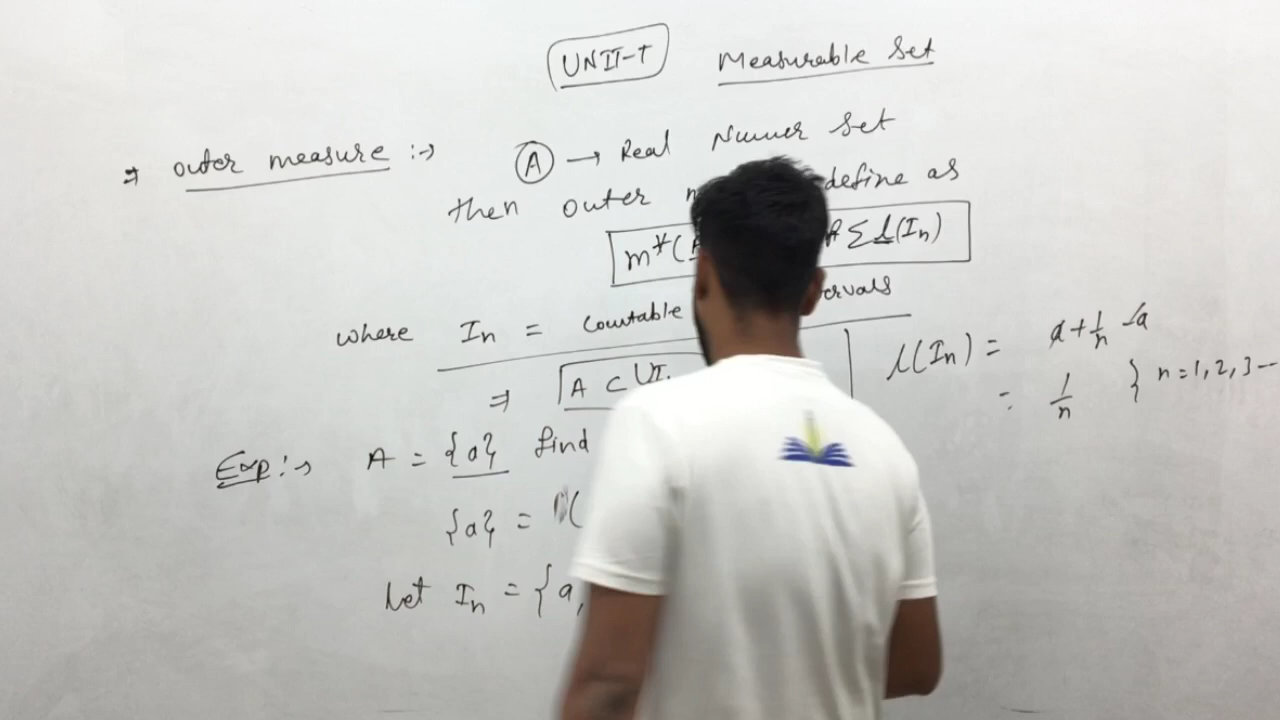 UNIT-I Measurable Set
⇒ outer measure :→ Ⓐ → Real Numer Set
then outer define as
m*( Σ l(In)
where In = Countable
⇒ A ⊂ UI
l(In) = a + 1/n - a
= 1/n } n = 1, 2, 3 --
Exp :→ A = {a} find
{a} =
Let In = {a,